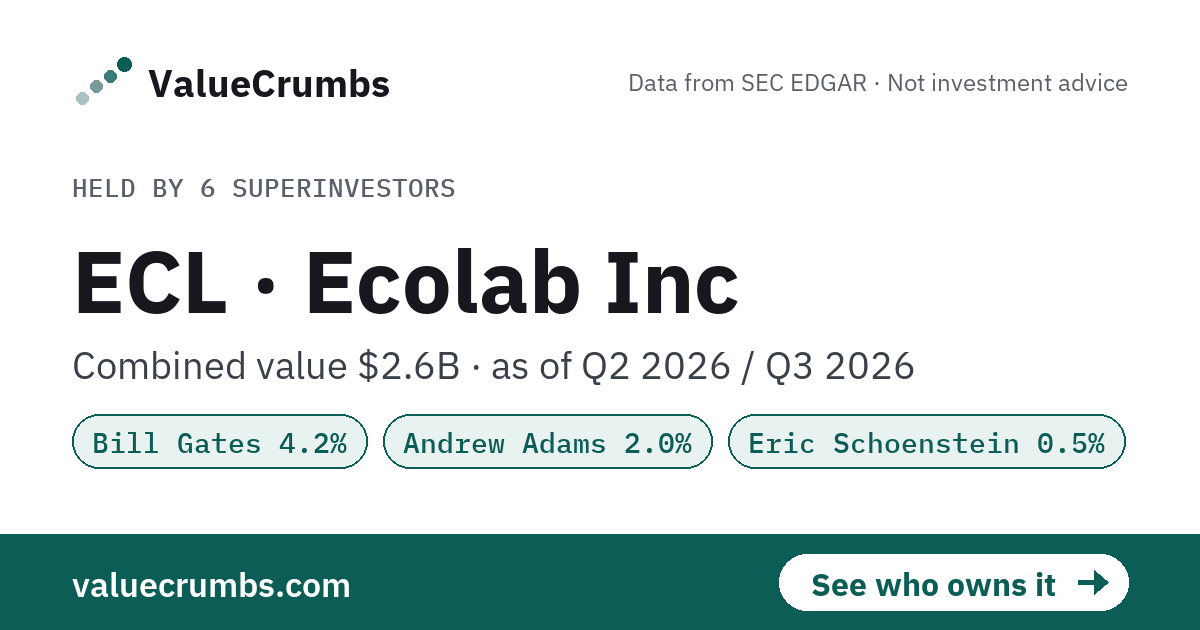 ValueCrumbs
Data from SEC EDGAR · Not investment advice
HELD BY 6 SUPERINVESTORS
ECL · Ecolab Inc
Combined value $2.6B · as of Q2 2026 / Q3 2026
Bill Gates 4.2%
Andrew Adams 2.0%
Eric Schoenstein 0.5%
valuecrumbs.com
See who owns it →